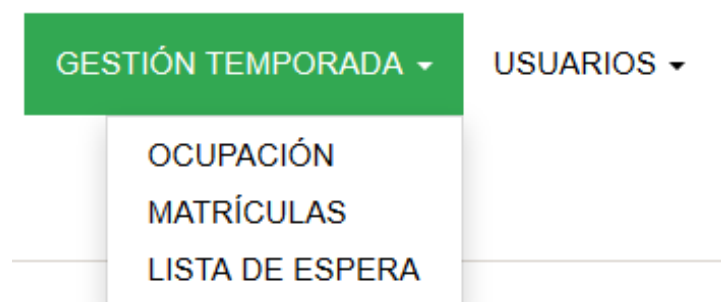 GESTIÓN TEMPORADA USUARIOS
OCUPACIÓN
MATRÍCULAS
LISTA DE ESPERA